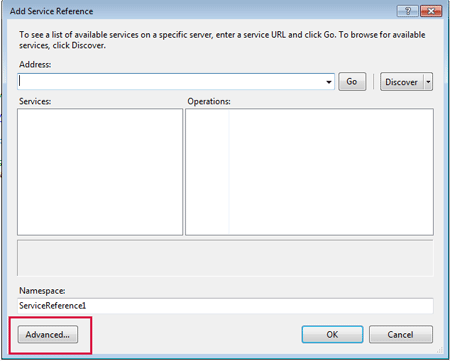 Add Service Reference
To see a list of available services on a specific server, enter a service URL and click Go. To browse for available
services, click Discover.
Address:
Go
Discover
Services:
Operations:
Namespace:
ServiceReference1
Advanced...
OK
Cancel